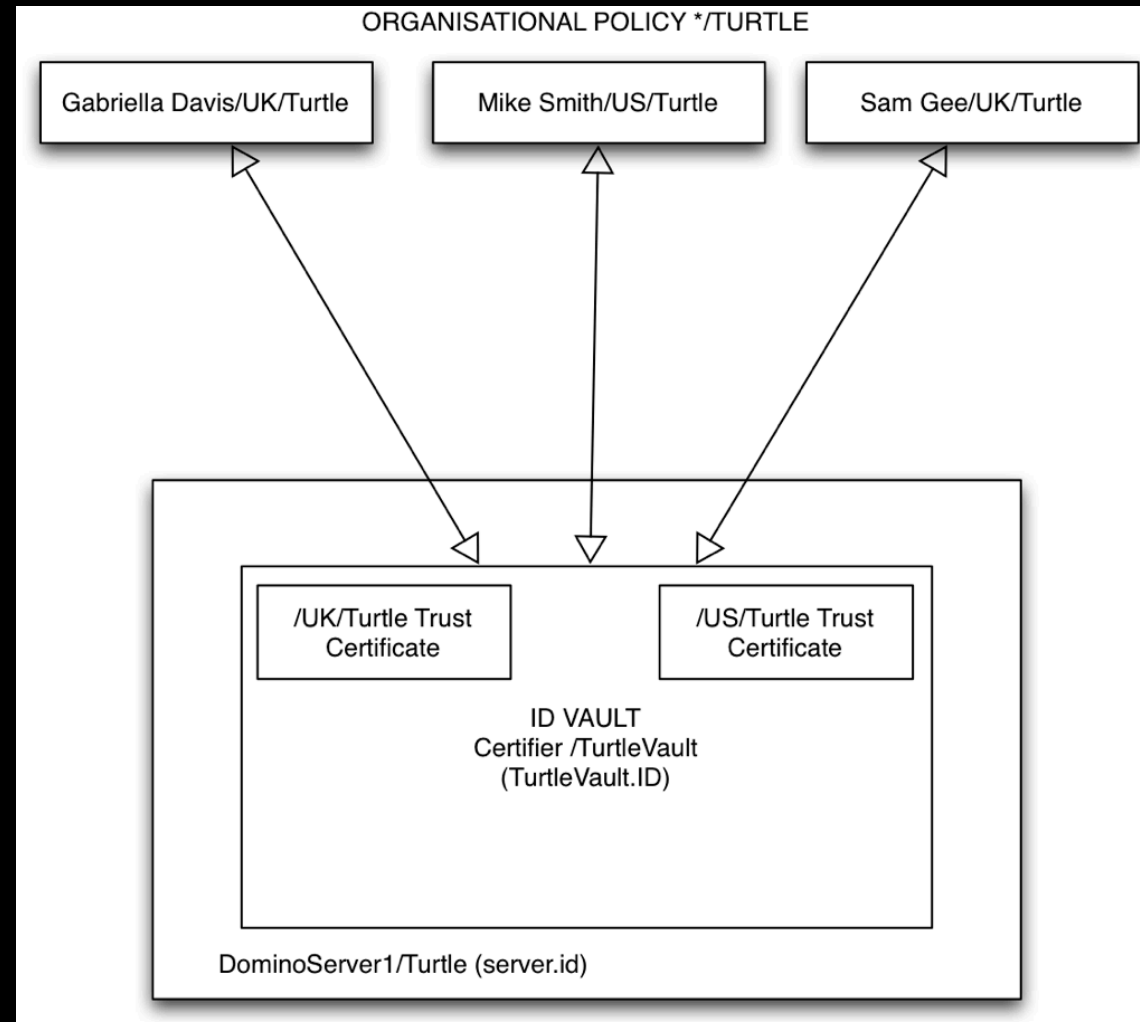 ORGANISATIONAL POLICY */TURTLE
Gabriella Davis/UK/Turtle
Mike Smith/US/Turtle
Sam Gee/UK/Turtle
/UK/Turtle Trust
Certificate
/US/Turtle Trust
Certificate
ID VAULT
Certifier /TurtleVault
(TurtleVault.ID)
DominoServer1/Turtle (server.id)